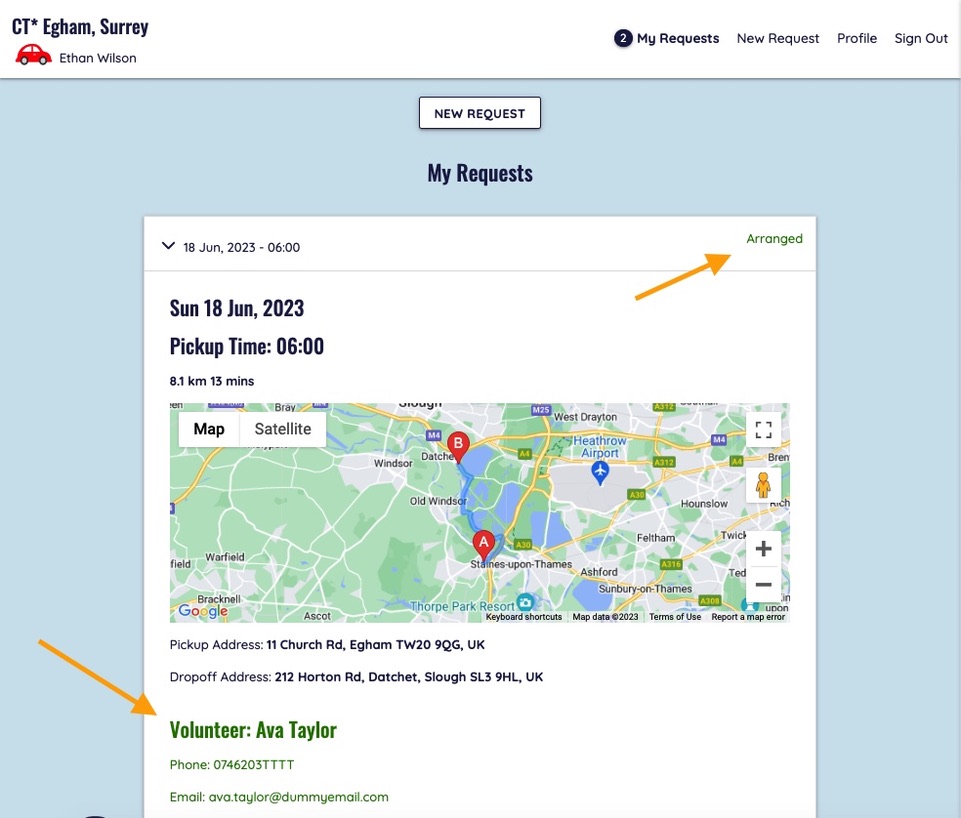 CT* Egham, Surrey
Ethan Wilson
2 My Requests New Request Profile Sign Out
NEW REQUEST
My Requests
18 Jun, 2023 - 06:00
Arranged
Sun 18 Jun, 2023
Pickup Time: 06:00
8.1 km 13 mins
Map Satellite
Bray
Slough
M25
West Drayton
A312
M4
B
Datche
A4
Heathrow
Airport
M4
Windsor
A312
A4
Bren
Old Windsor
A30
Hounslow
Rich
A
A30
Feltham
Twick
Warfield
Staines-upon-Thames
A316
field
Ashford
Ted
Sunbury-on-Thames
Bracknell
Thorpe Park Resort
A308
upon
Google
Ascot
Keyboard shortcuts Map data ©2023 Terms of Use Report a map error
Pickup Address: 11 Church Rd, Egham TW20 9QG, UK
Dropoff Address: 212 Horton Rd, Datchet, Slough SL3 9HL, UK
Volunteer: Ava Taylor
Phone: 0746203TTTT
Email: ava.taylor@dummyemail.com